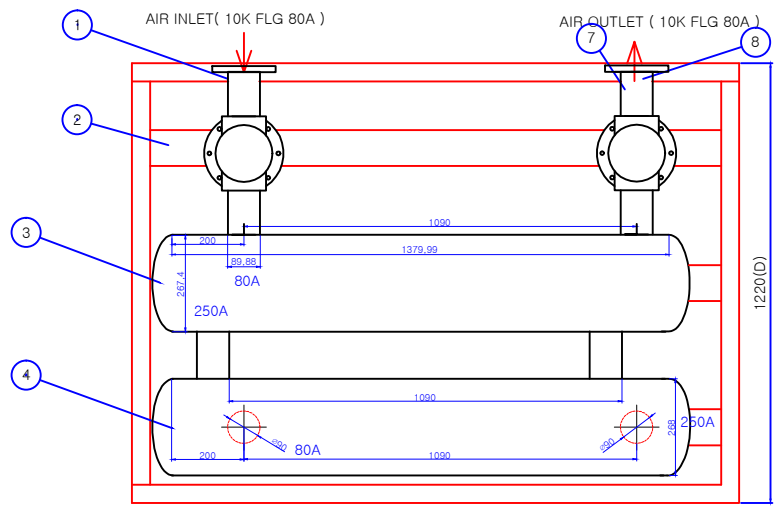 AIR INLET( 10K FLG 80A )
AIR OUTLET ( 10K FLG 80A )
1
7
8
2
3
4
1090
200
1379,99
89,88
80A
267,4
250A
1220(D)
1090
250A
268
Ø90
80A
Ø90
200
1090